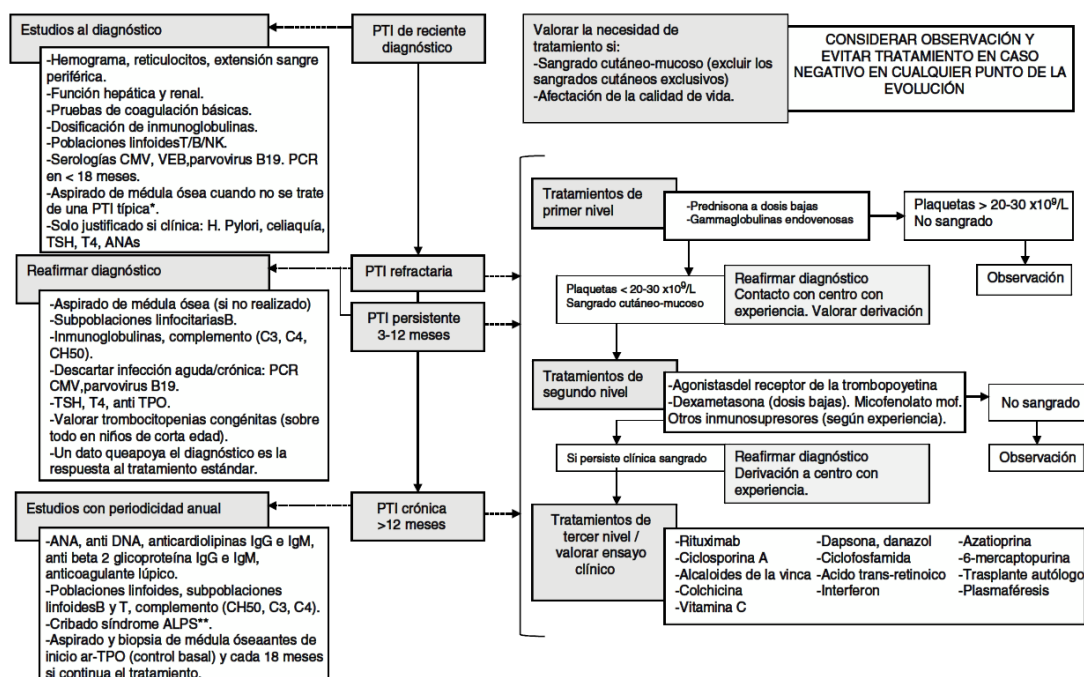 Estudios al diagnóstico
-Hemograma, reticulocitos, extensión sangre
periférica.
-Función hepática y renal.
-Pruebas de coagulación básicas.
-Dosificación de inmunoglobulinas.
-Poblaciones linfoidesT/B/NK.
-Serologías CMV, VEB,parvovirus B19. PCR
en < 18 meses.
-Aspirado de médula ósea cuando no se trate
de una PTI típica*.
-Solo justificado si clínica: H. Pylori, celiaquía,
TSH, T4, ANAs
PTI de reciente
diagnóstico
Reafirmar diagnóstico
-Aspirado de médula ósea (si no realizado)
-Subpoblaciones linfocitariasB.
-Inmunoglobulinas, complemento (C3, C4,
CH50).
-Descartar infección aguda/crónica: PCR
CMV,parvovirus B19.
-TSH, T4, anti TPO.
-Valorar trombocitopenias congénitas (sobre
todo en niños de corta edad).
-Un dato queapoya el diagnóstico es la
respuesta al tratamiento estándar.
PTI refractaria
PTI persistente
3-12 meses
Estudios con periodicidad anual
-ANA, anti DNA, anticardiolipinas IgG e IgM,
anti beta 2 glicoproteína IgG e IgM,
anticoagulante lúpico.
-Poblaciones linfoides, subpoblaciones
linfoidesB y T, complemento (CH50, C3, C4).
-Cribado síndrome ALPS**.
-Aspirado y biopsia de médula óseaantes de
inicio ar-TPO (control basal) y cada 18 meses
si continua el tratamiento.
PTI crónica
>12 meses
Valorar la necesidad de
tratamiento si:
-Sangrado cutáneo-mucoso (excluir los
sangrados cutáneos exclusivos)
-Afectación de la calidad de vida.
CONSIDERAR OBSERVACIÓN Y
EVITAR TRATAMIENTO EN CASO
NEGATIVO EN CUALQUIER PUNTO DE LA
EVOLUCIÓN
Tratamientos de
primer nivel
-Prednisona a dosis bajas
-Gammaglobulinas endovenosas
Plaquetas > 20-30 x10⁹/L
No sangrado
Observación
Plaquetas < 20-30 x10⁹/L
Sangrado cutáneo-mucoso
Reafirmar diagnóstico
Contacto con centro con
experiencia. Valorar derivación
Tratamientos de
segundo nivel
-Agonistasdel receptor de la trombopoyetina
-Dexametasona (dosis bajas). Micofenolato mof.
Otros inmunosupresores (según experiencia).
No sangrado
Observación
Si persiste clínica sangrado
Reafirmar diagnóstico
Derivación a centro con
experiencia.
Tratamientos de
tercer nivel /
valorar ensayo
clínico
-Rituximab
-Ciclosporina A
-Alcaloides de la vinca
-Colchicina
-Vitamina C
-Dapsona, danazol
-Ciclofosfamida
-Acido trans-retinoico
-Interferon
-Azatioprina
-6-mercaptopurina
-Trasplante autólogo
-Plasmaféresis